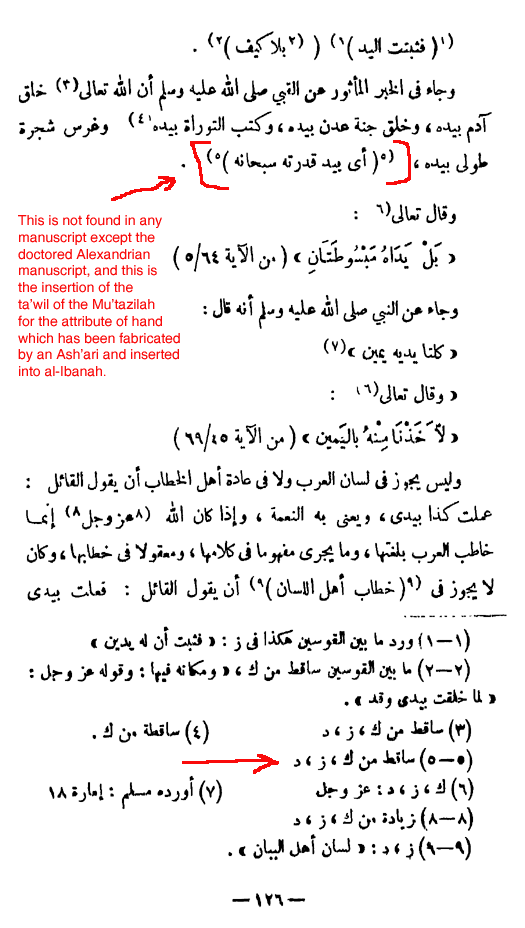 (١( فثبتت اليد )١) ( (٢ بلا كيف )٢) .
وجاء فى الخبر المأثور عن النبي صلى الله عليه وسلم أن الله تعالى(٣) خلق
آدم بيده ، وخلق جنة عدن بيده ، وكتب التوراة بيده (٤) وغرس شجرة
طولى بيده ، (٥( أى بيد قدرته سبحانه )٥) .
This is not found in any
manuscript except the
doctored Alexandrian
manuscript, and this is
the insertion of the
ta'wil of the Mu'tazilah
for the attribute of hand
which has been fabricated
by an Ash'ari and inserted
into al-Ibanah.
وقال تعالى(٦ :
« بَلْ يَدَاهُ مَبْسُوطَتَانِ » ( من الآية ٥/٦٤ )
وجاء عن النبي صلى الله عليه وسلم أنه قال :
« كلتا يديه يمين »(٧)
« وقال تعالى(٦) :
« لَأَخَذْنَا مِنْهُ بِاليَمين » ( من الآية ٦٩/٤٥ )
وليس يجوز فى لسان العرب ولا فى عادة أهل الخطاب أن يقول القائل :
عملت كذا بيدى ، ويعنى به النعمة ، وإذا كان الله (٨ عز وجل ٨) إنما
خاطب العرب بلغتها ، وما يجرى مفهوما فى كلامها ، ومعقولا فى خطابها ، وكان
لا يجوز فى (٩( خطاب أهل اللسان )٩) أن يقول القائل : فعلت بيدى
(١-١) ورد ما بين القوسين هكذا فى ز : « فثبت أن له يدين »
(٢-٢) ما بين القوسين ساقط من ك ، « ومكانه فيها : وقوله عز وجل :
« لما خلقت بيدى وقد » .
(٣) ساقط من ك ، ز ، د (٤) ساقطة من ك .
(٥-٥) ساقط من ك ، ز ، د
(٦) ك ، ز ، د : عز وجل (٧) أورده مسلم : إمارة ١٨
(٨-٨) زيادة من ك ، ز ، د
(٩-٩) ز ، د : « لسان أهل البيان » .
— ١٢٦ —